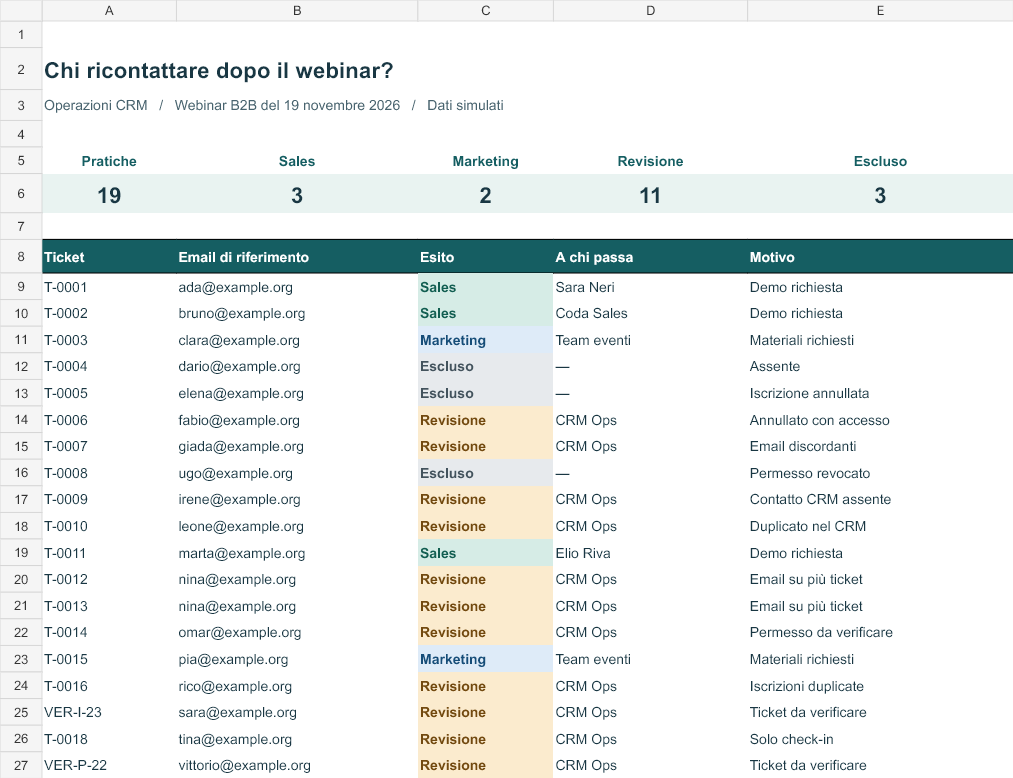 A B C D E
1
2 Chi ricontattare dopo il webinar?
3 Operazioni CRM / Webinar B2B del 19 novembre 2026 / Dati simulati
4
5 Pratiche Sales Marketing Revisione Escluso
6 19 3 2 11 3
7
8 Ticket Email di riferimento Esito A chi passa Motivo
9 T-0001 ada@example.org Sales Sara Neri Demo richiesta
10 T-0002 bruno@example.org Sales Coda Sales Demo richiesta
11 T-0003 clara@example.org Marketing Team eventi Materiali richiesti
12 T-0004 dario@example.org Escluso — Assente
13 T-0005 elena@example.org Escluso — Iscrizione annullata
14 T-0006 fabio@example.org Revisione CRM Ops Annullato con accesso
15 T-0007 giada@example.org Revisione CRM Ops Email discordanti
16 T-0008 ugo@example.org Escluso — Permesso revocato
17 T-0009 irene@example.org Revisione CRM Ops Contatto CRM assente
18 T-0010 leone@example.org Revisione CRM Ops Duplicato nel CRM
19 T-0011 marta@example.org Sales Elio Riva Demo richiesta
20 T-0012 nina@example.org Revisione CRM Ops Email su più ticket
21 T-0013 nina@example.org Revisione CRM Ops Email su più ticket
22 T-0014 omar@example.org Revisione CRM Ops Permesso da verificare
23 T-0015 pia@example.org Marketing Team eventi Materiali richiesti
24 T-0016 rico@example.org Revisione CRM Ops Iscrizioni duplicate
25 VER-I-23 sara@example.org Revisione CRM Ops Ticket da verificare
26 T-0018 tina@example.org Revisione CRM Ops Solo check-in
27 VER-P-22 vittorio@example.org Revisione CRM Ops Ticket da verificare